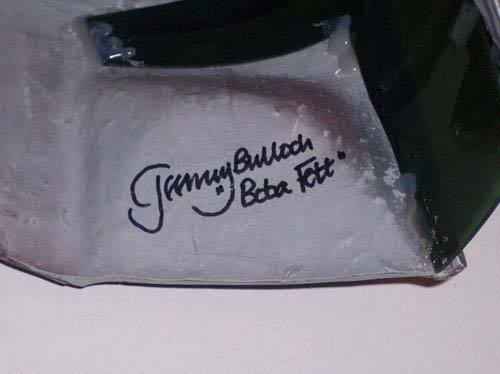 Jeremy Bulloch
"Boba Fett"